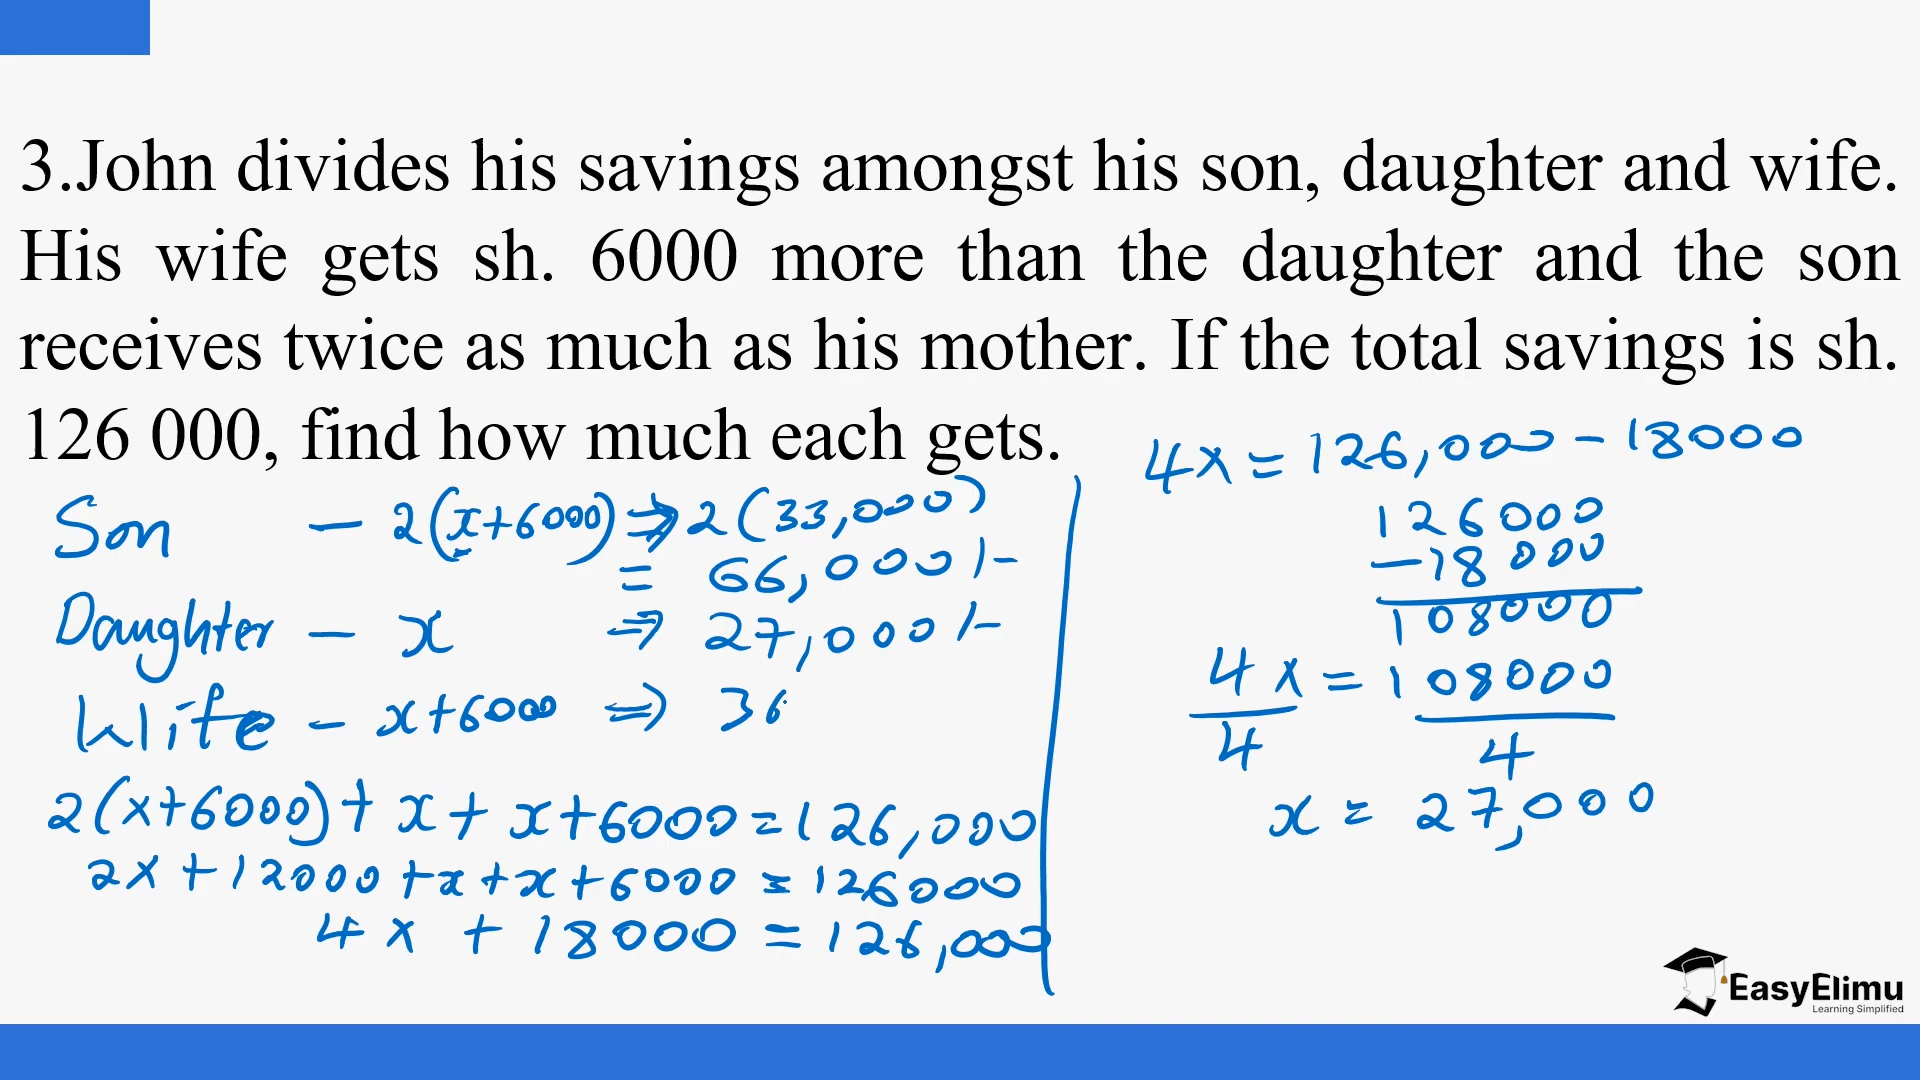 3.John divides his savings amongst his son, daughter and wife.
His wife gets sh. 6000 more than the daughter and the son
receives twice as much as his mother. If the total savings is sh.
126 000, find how much each gets.
Son – 2(x+6000) ⇒ 2(33,000)
= 66,000/-
Daughter – x ⇒ 27,000/-
Wife – x+6000 ⇒ 36
2(x+6000) + x + x+6000 = 126,000
2x + 12000 + x + x + 6000 = 126000
4x + 18000 = 126,000
4x = 126,000 – 18000
126000
–18 000
108000
4x = 108000
4 4
x = 27,000
EasyElimu
Learning Simplified